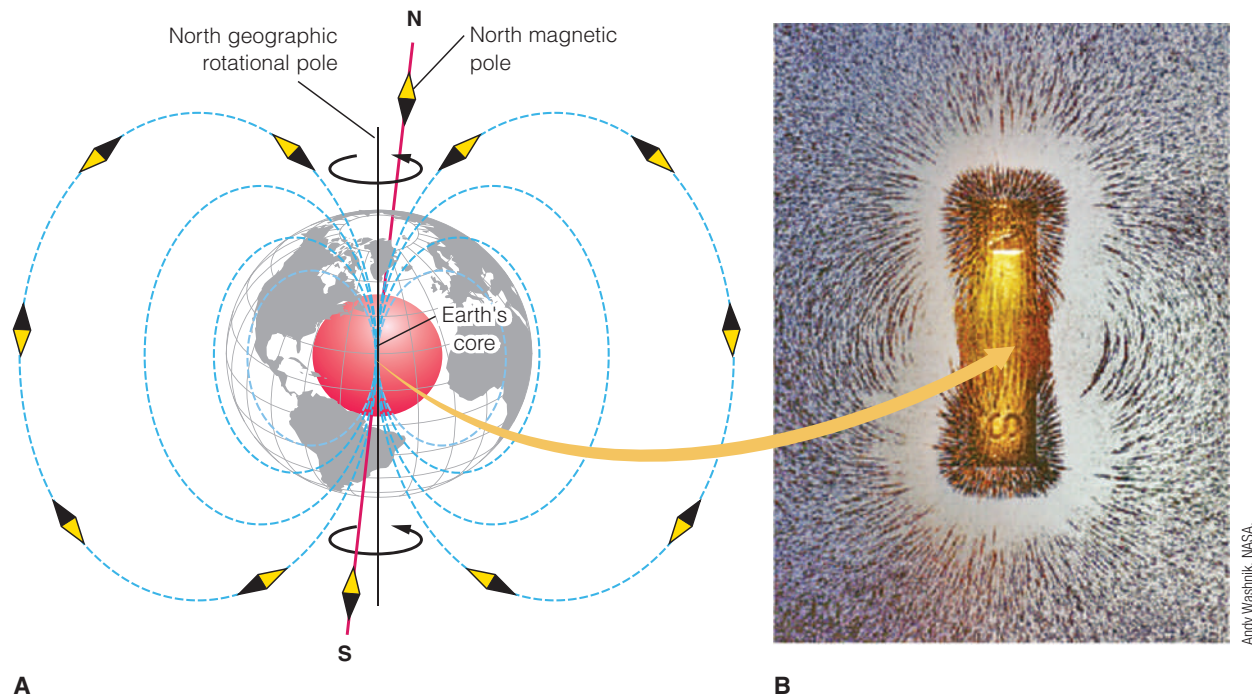 N
North geographic
rotational pole
North magnetic
pole
Earth's
core
S
A
S
B
Andy Washnik, NASA